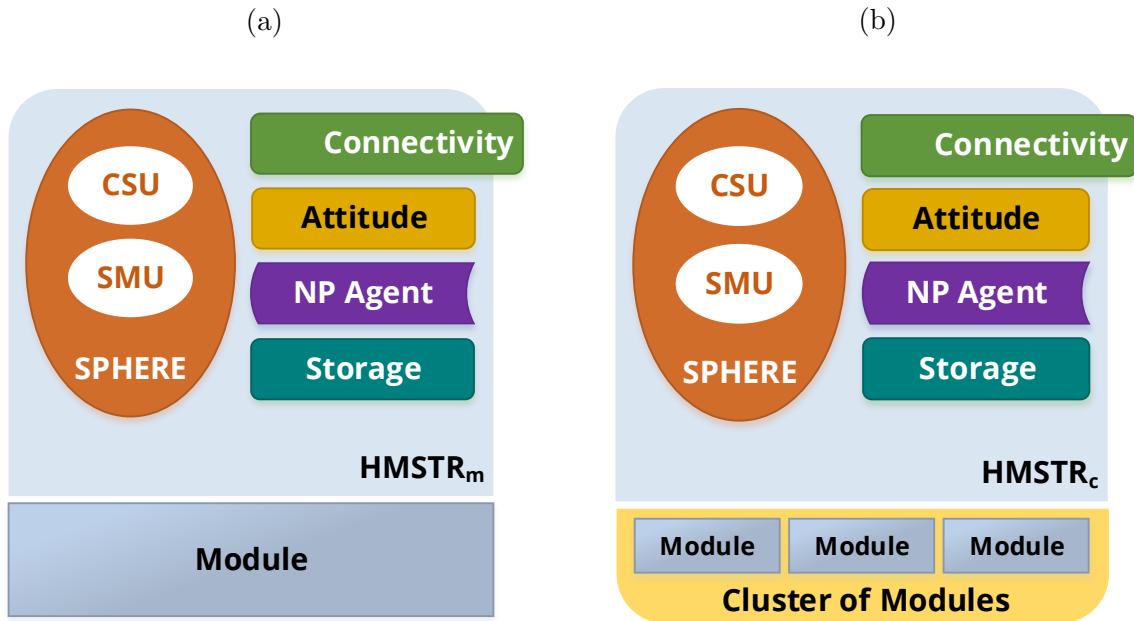 (a)
CSU
SMU
SPHERE
Connectivity
Attitude
NP Agent
Storage
HMSTRm
Module
(b)
CSU
SMU
SPHERE
Connectivity
Attitude
NP Agent
Storage
HMSTRc
Module Module Module
Cluster of Modules